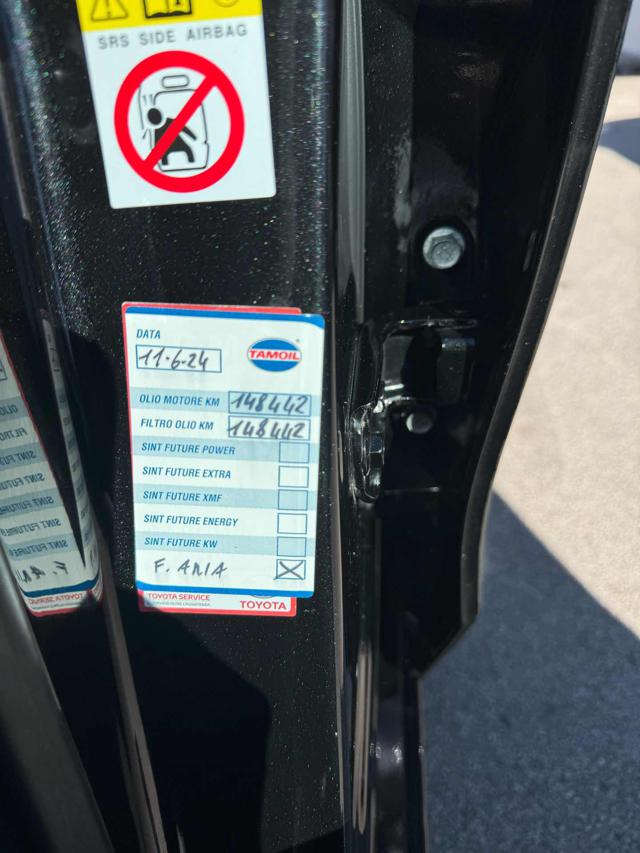 SRS SIDE AIRBAG
DATA
11-6-24
TAMOIL
OLIO MOTORE KM 148442
FILTRO OLIO KM 148442
SINT FUTURE POWER
SINT FUTURE EXTRA
SINT FUTURE XMF
SINT FUTURE ENERGY
SINT FUTURE KW
F. ARIA
TOYOTA SERVICE
TOYOTA